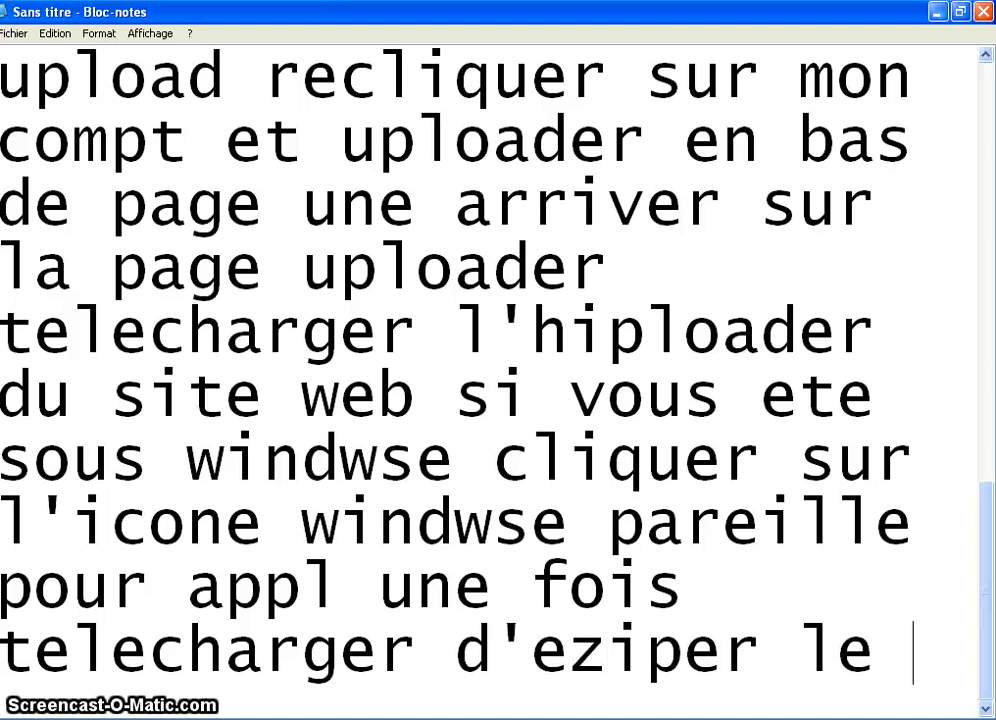 Sans titre - Bloc-notes
Fichier Edition Format Affichage ?
upload recliquer sur mon
compt et uploader en bas
de page une arriver sur
la page uploader
telecharger l'hiploader
du site web si vous ete
sous windwse cliquer sur
l'icone windwse pareille
pour appl une fois
telecharger d'eziper le
Screencast-O-Matic.com